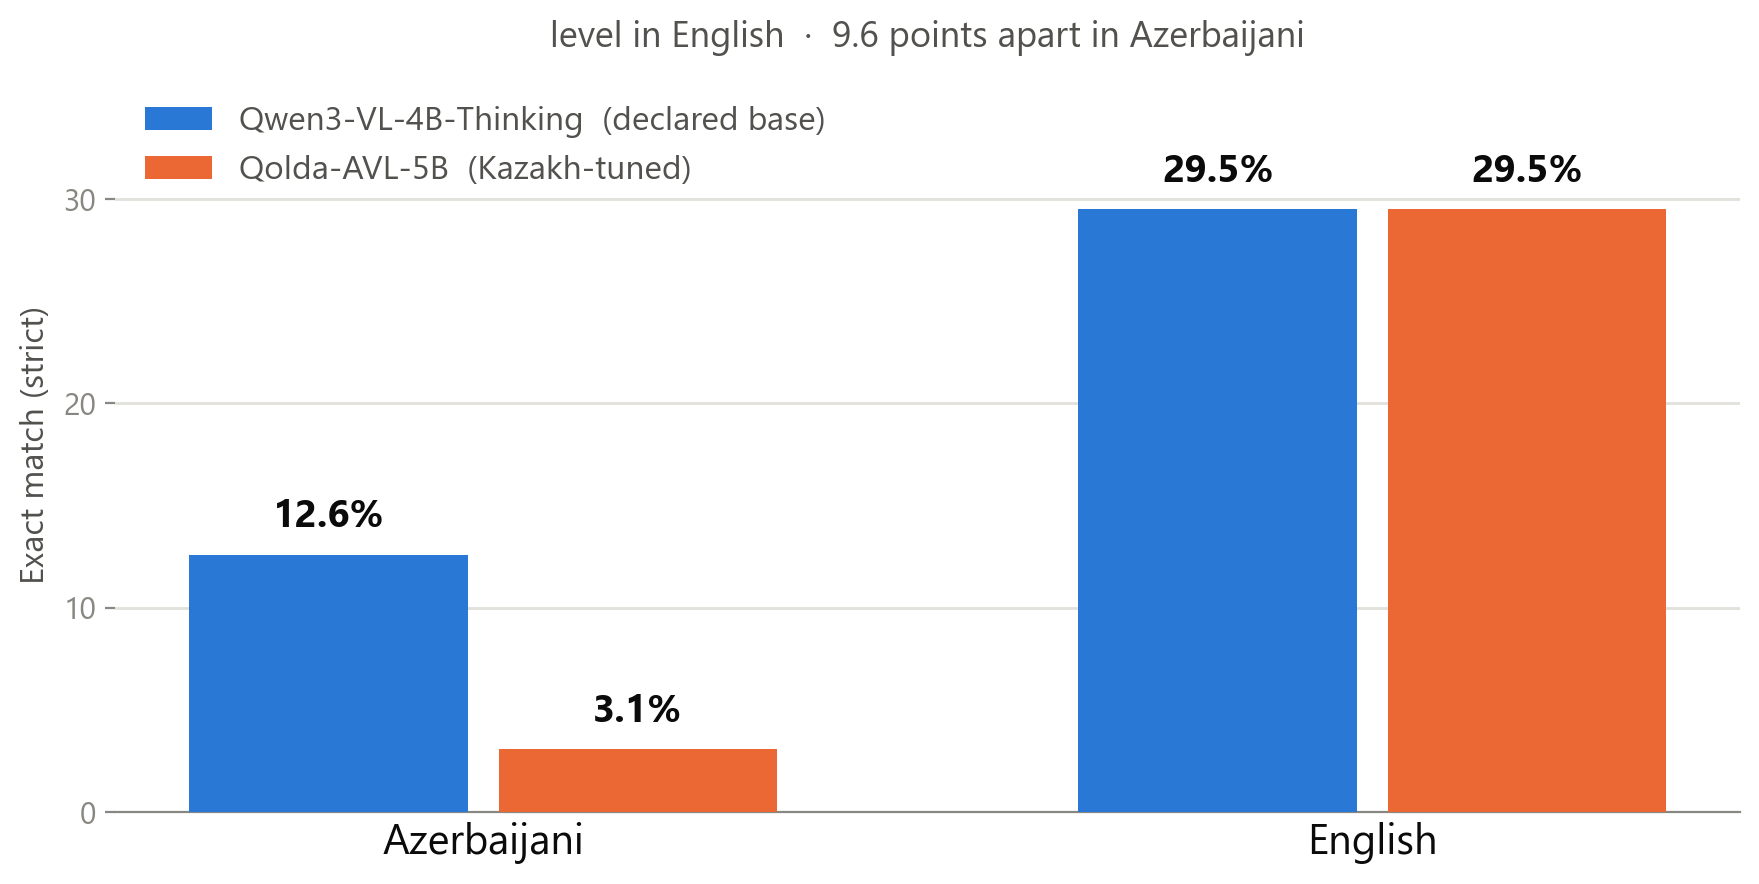 level in English · 9.6 points apart in Azerbaijani
Qwen3-VL-4B-Thinking (declared base)
Qolda-AVL-5B (Kazakh-tuned)
Exact match (strict)
30
20
10
0
12.6%
3.1%
29.5%
29.5%
Azerbaijani
English